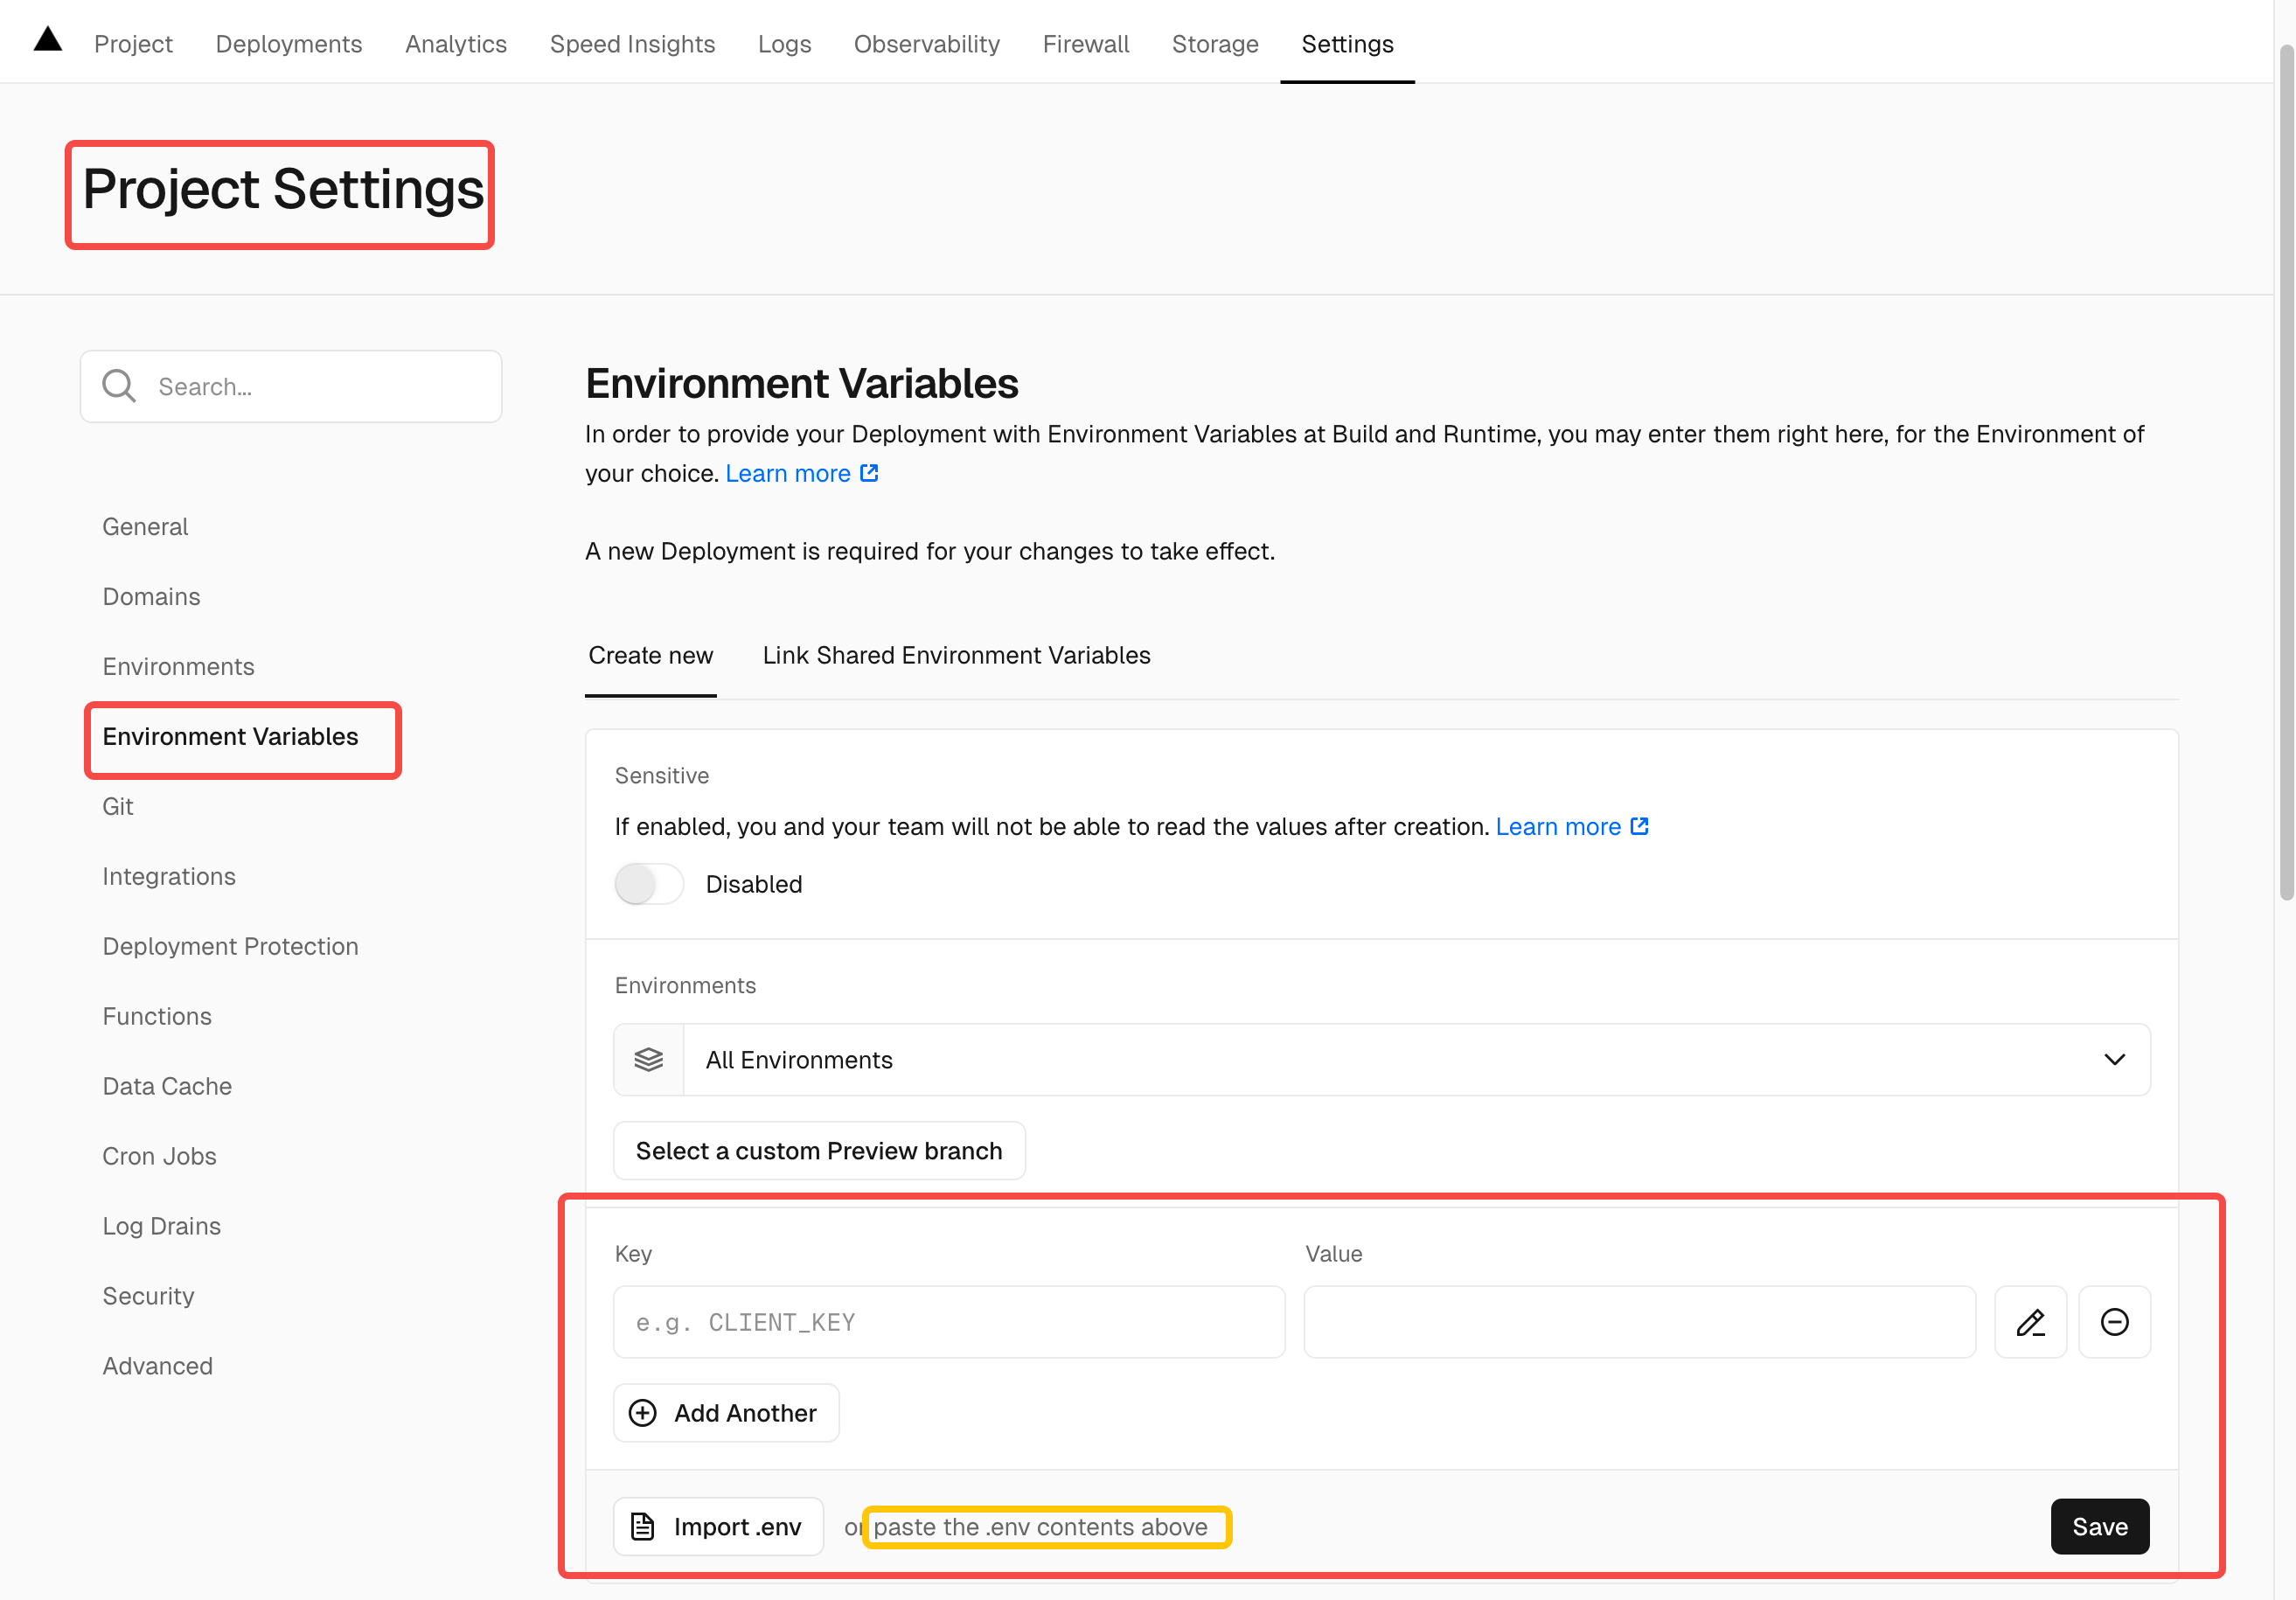 Project Deployments Analytics Speed Insights Logs Observability Firewall Storage Settings
Project Settings
Search...
General
Domains
Environments
Environment Variables
Git
Integrations
Deployment Protection
Functions
Data Cache
Cron Jobs
Log Drains
Security
Advanced
Environment Variables
In order to provide your Deployment with Environment Variables at Build and Runtime, you may enter them right here, for the Environment of
your choice. Learn more
A new Deployment is required for your changes to take effect.
Create new Link Shared Environment Variables
Sensitive
If enabled, you and your team will not be able to read the values after creation. Learn more
Disabled
Environments
All Environments
Select a custom Preview branch
Key Value
e.g. CLIENT_KEY
Add Another
Import .env or paste the .env contents above Save